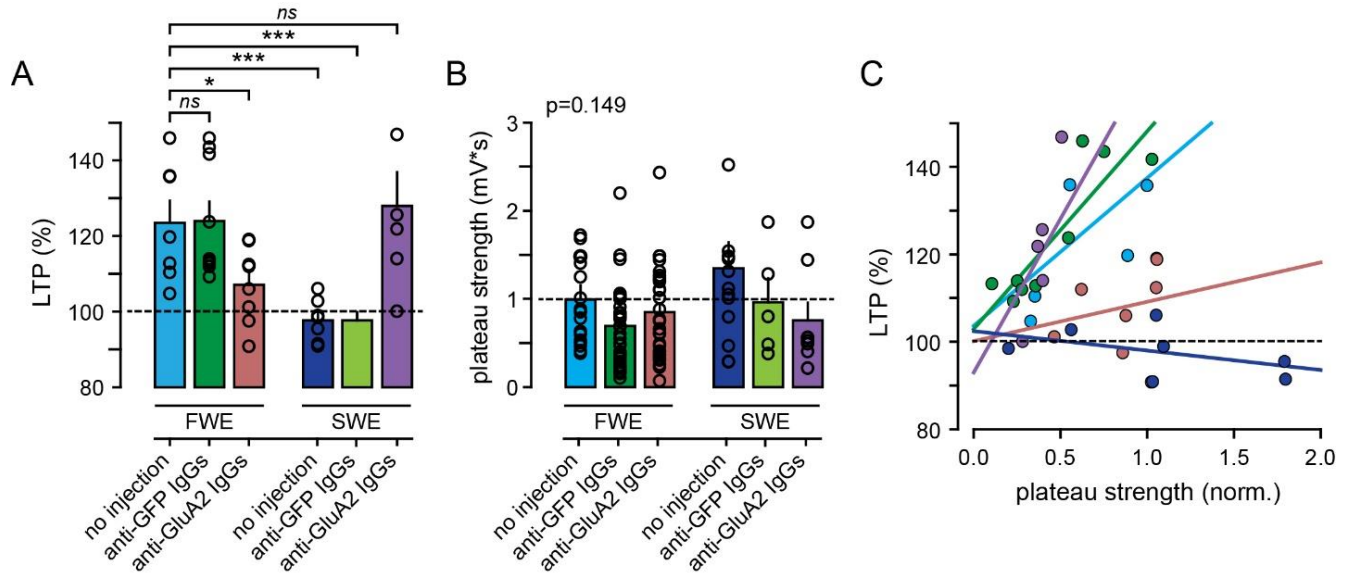 A
ns
***
***
*
ns
LTP (%)
140
120
100
80
FWE
SWE
no injection
anti-GFP IgGs
anti-GluA2 IgGs
no injection
anti-GFP IgGs
anti-GluA2 IgGs
B
p=0.149
plateau strength (mV*s)
3
2
1
0
FWE
SWE
no injection
anti-GFP IgGs
anti-GluA2 IgGs
no injection
anti-GFP IgGs
anti-GluA2 IgGs
C
LTP (%)
140
120
100
80
0.0 0.5 1.0 1.5 2.0
plateau strength (norm.)